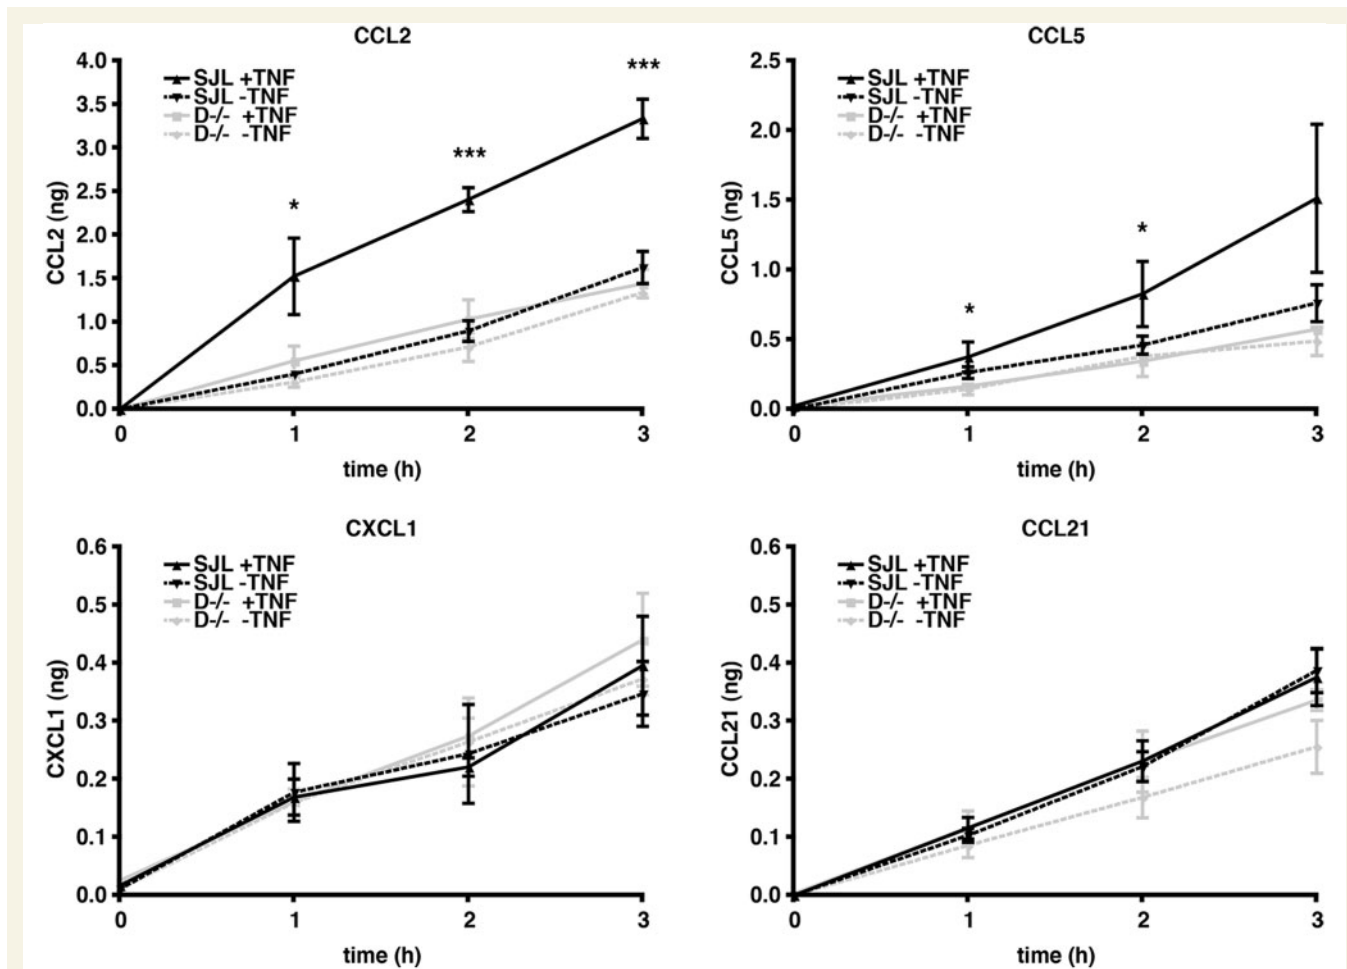 CCL2
4.0
3.5
3.0
2.5
2.0
1.5
1.0
0.5
0.0
CCL2 (ng)
SJL +TNF
SJL -TNF
D-/- +TNF
D-/- -TNF
*
***
***
0 1 2 3
time (h)
CCL5
2.5
2.0
1.5
1.0
0.5
0.0
CCL5 (ng)
SJL +TNF
SJL -TNF
D-/- +TNF
D-/- -TNF
*
*
0 1 2 3
time (h)
CXCL1
0.6
0.5
0.4
0.3
0.2
0.1
0.0
CXCL1 (ng)
SJL +TNF
SJL -TNF
D-/- +TNF
D-/- -TNF
0 1 2 3
time (h)
CCL21
0.6
0.5
0.4
0.3
0.2
0.1
0.0
CCL21 (ng)
SJL +TNF
SJL -TNF
D-/- +TNF
D-/- -TNF
0 1 2 3
time (h)